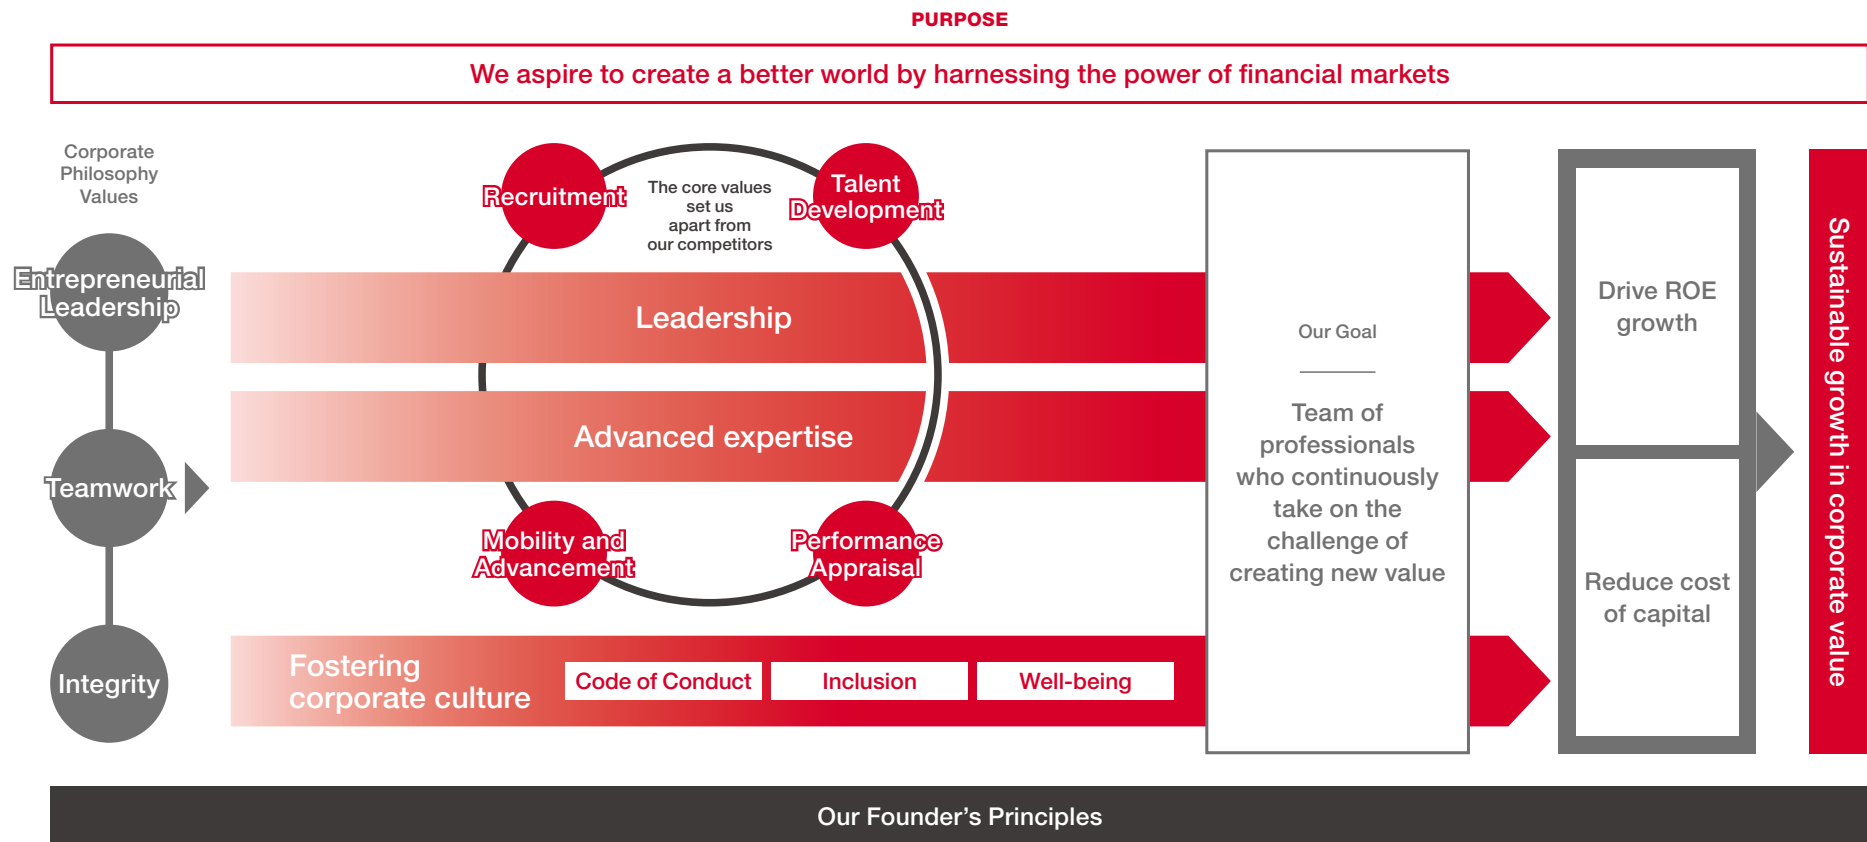 PURPOSE
We aspire to create a better world by harnessing the power of financial markets
Corporate
Philosophy
Values
Entrepreneurial
Leadership
Teamwork
Integrity
Recruitment
The core values
set us
apart from
our competitors
Talent
Development
Leadership
Advanced expertise
Mobility and
Advancement
Performance
Appraisal
Fostering
corporate culture
Code of Conduct
Inclusion
Well-being
Our Goal
Team of
professionals
who continuously
take on the
challenge of
creating new value
Drive ROE
growth
Reduce cost
of capital
Sustainable growth in corporate value
Our Founder’s Principles